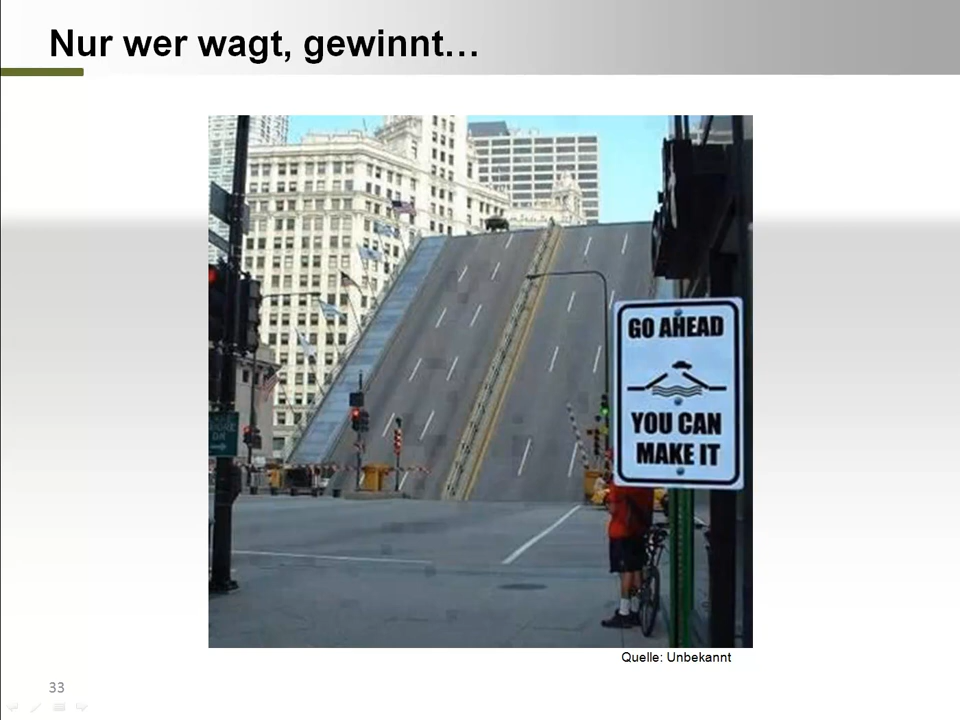 Nur wer wagt, gewinnt…
GO AHEAD
YOU CAN
MAKE IT
Quelle: Unbekannt
33